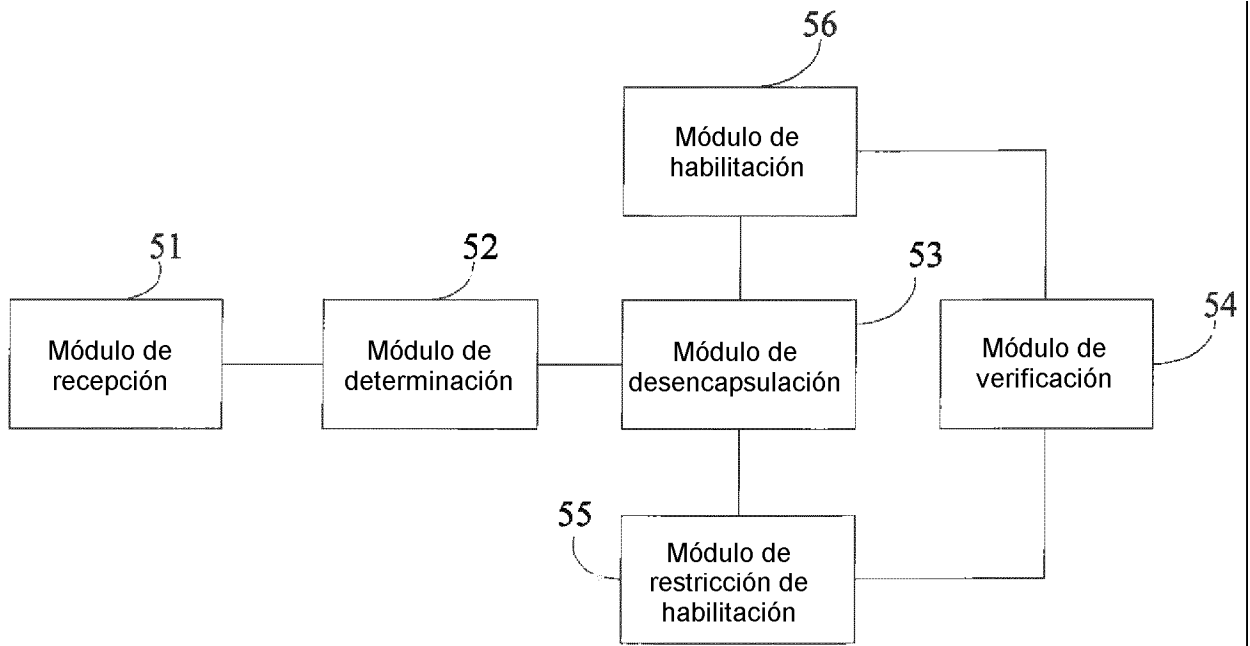 56
Módulo de
habilitación
51
Módulo de
recepción
52
Módulo de
determinación
53
Módulo de
desencapsulación
54
Módulo de
verificación
55
Módulo de
restricción de
habilitación